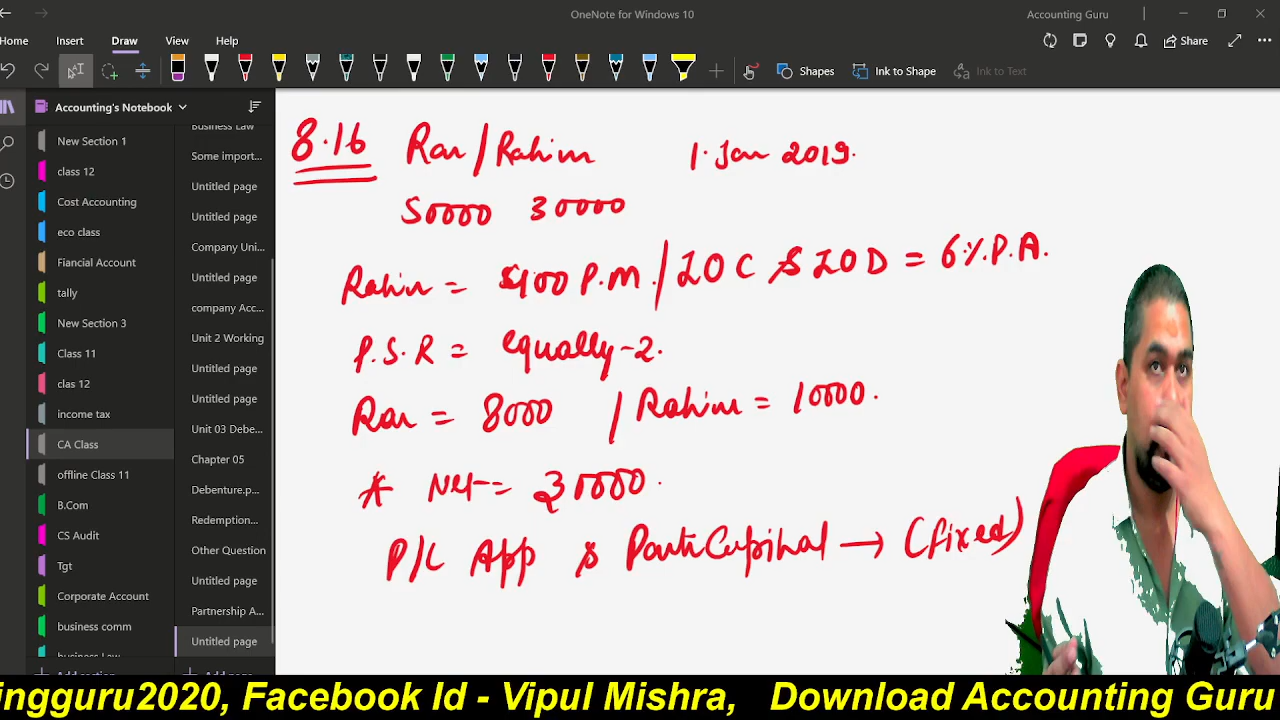 OneNote for Windows 10
Accounting Guru
Home Insert Draw View Help
Share
Shapes
Ink to Shape
Ink to Text
Accounting's Notebook
New Section 1
class 12
Cost Accounting
eco class
Fiancial Account
tally
New Section 3
Class 11
clas 12
income tax
CA Class
offline Class 11
B.Com
CS Audit
Tgt
Corporate Account
business comm
business Law
Business Law
Some import...
Untitled page
Untitled page
Company Uni...
Untitled page
company Acc...
Unit 2 Working
Untitled page
Untitled page
Unit 03 Debe...
Chapter 05
Debenture.p...
Redemption...
Other Question
Untitled page
Partnership A...
Untitled page
8.16 Ram/Rahim 1.Jan 2019.
50000 30000
Rahim = P.M. / IOC & IOD = 6%.P.A.
P.S.R = equally-2.
Ram = 8000 / Rahim = 10000.
* Net = 30000.
P/L App & Capital → (fixed)
ingguru2020, Facebook Id - Vipul Mishra, Download Accounting Guru